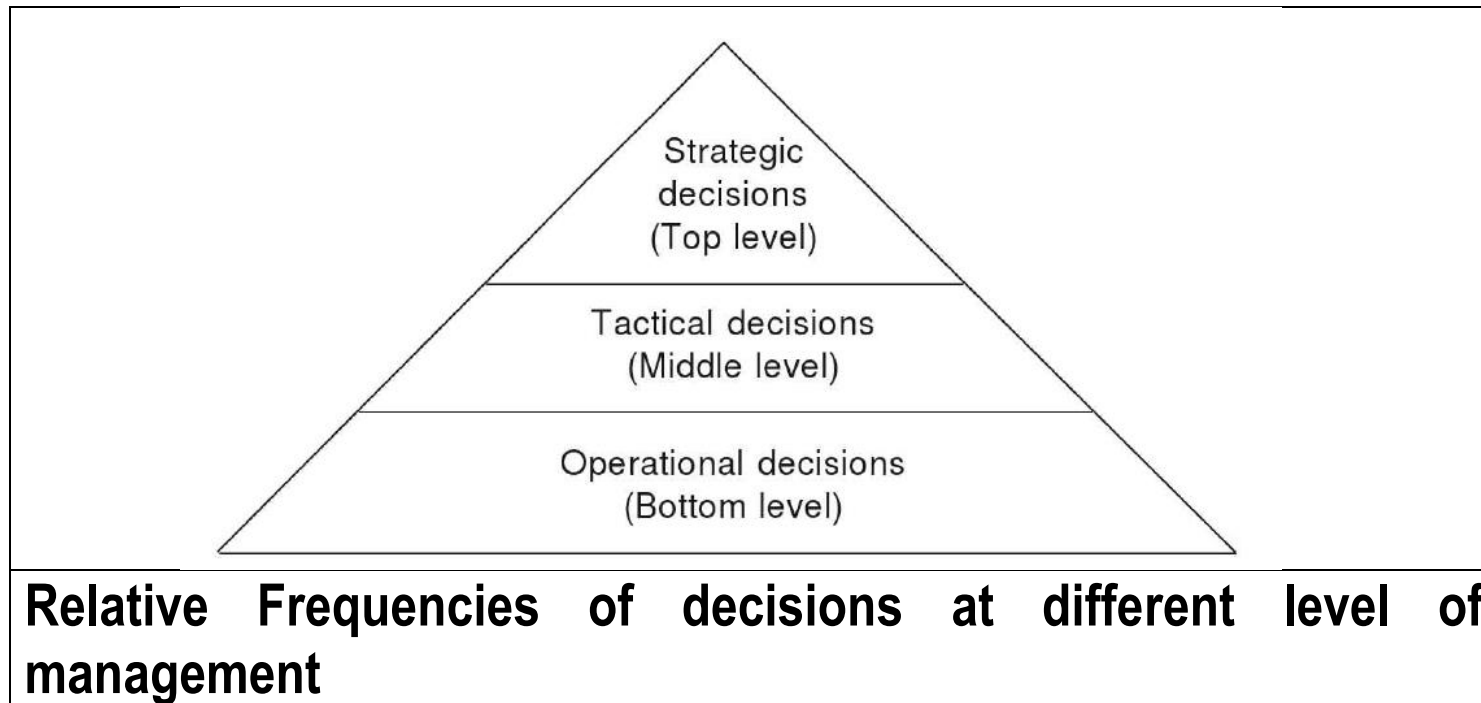 Strategic
decisions
(Top level)
Tactical decisions
(Middle level)
Operational decisions
(Bottom level)
Relative Frequencies of decisions at different level of
management